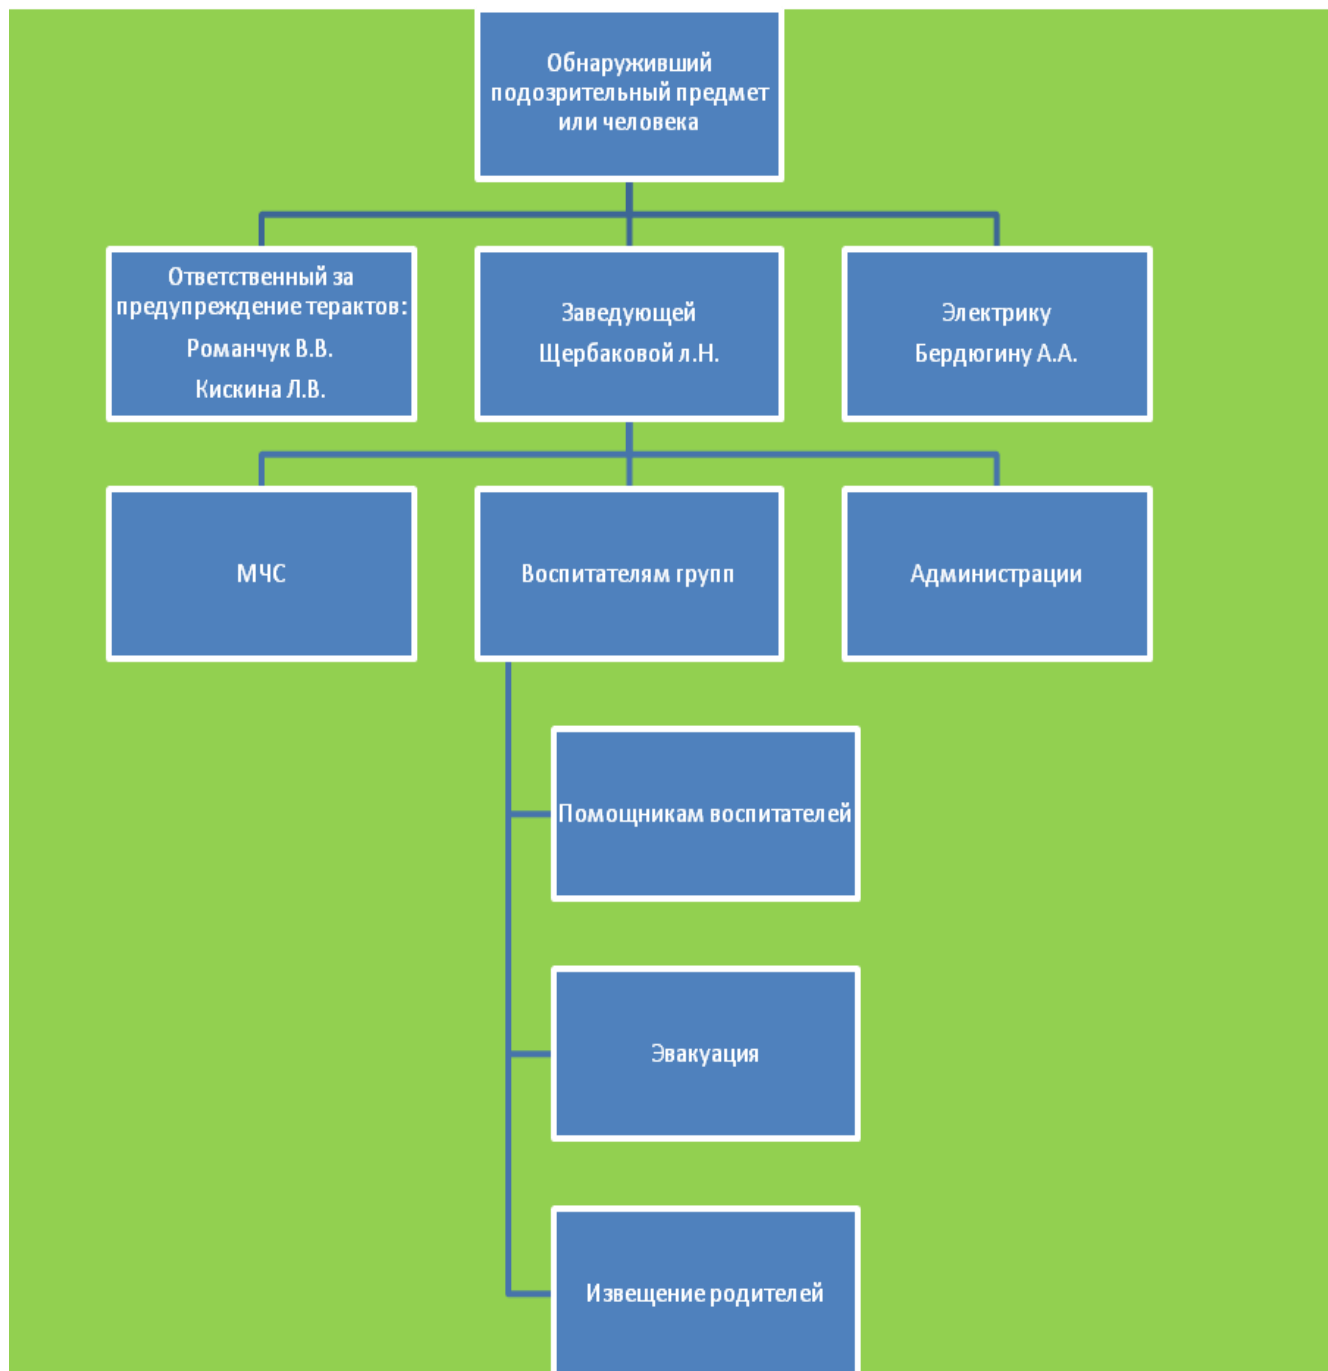 Обнаруживший
подозрительный предмет
или человека
Ответственный за
предупреждение терактов:
Романчук В.В.
Кискина Л.В.
Заведующей
Щербаковой л.Н.
Электрику
Бердюгину А.А.
МЧС
Воспитателям групп
Администрации
Помощникам воспитателей
Эвакуация
Извещение родителей